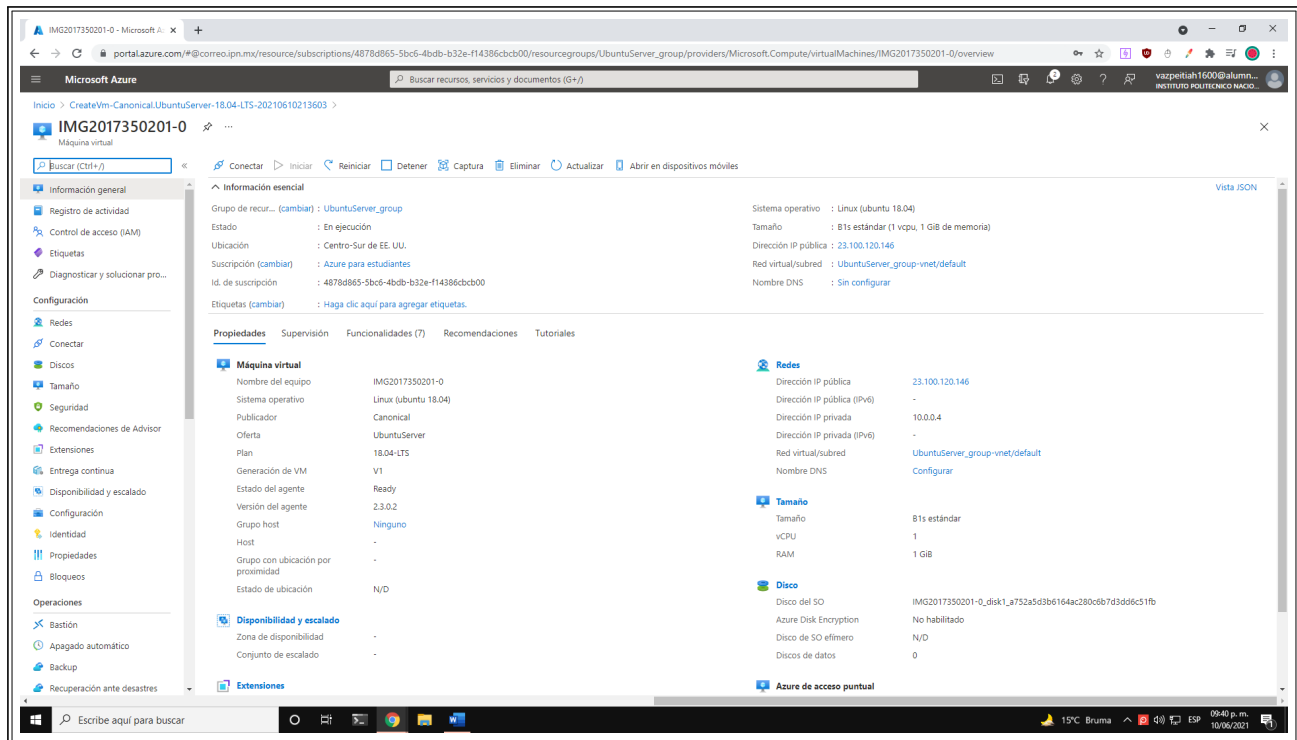 IMG2017350201-0 - Microsoft A
portal.azure.com/#@correo.ipn.mx/resource/subscriptions/4878d865-5bc6-4bdb-b32e-f14386cbcb00/resourcegroups/UbuntuServer_group/providers/Microsoft.Compute/virtualMachines/IMG2017350201-0/overview
Microsoft Azure
Buscar recursos, servicios y documentos (G+/)
2
vazpeitiah1600@alumn...
INSTITUTO POLITECNICO NACIO...
Inicio > CreateVm-Canonical.UbuntuServer-18.04-LTS-20210610213603 >
IMG2017350201-0
Máquina virtual
Buscar (Ctrl+/)
Conectar Iniciar Reiniciar Detener Captura Eliminar Actualizar Abrir en dispositivos móviles
Información general
Registro de actividad
Control de acceso (IAM)
Etiquetas
Diagnosticar y solucionar pro...
Configuración
Redes
Conectar
Discos
Tamaño
Seguridad
Recomendaciones de Advisor
Extensiones
Entrega continua
Disponibilidad y escalado
Configuración
Identidad
Propiedades
Bloqueos
Operaciones
Bastión
Apagado automático
Backup
Recuperación ante desastres
Información esencial
Vista JSON
Grupo de recur... (cambiar) : UbuntuServer_group
Estado : En ejecución
Ubicación : Centro-Sur de EE. UU.
Suscripción (cambiar) : Azure para estudiantes
Id. de suscripción : 4878d865-5bc6-4bdb-b32e-f14386cbcb00
Etiquetas (cambiar) : Haga clic aquí para agregar etiquetas.
Sistema operativo : Linux (ubuntu 18.04)
Tamaño : B1s estándar (1 vcpu, 1 GiB de memoria)
Dirección IP pública : 23.100.120.146
Red virtual/subred : UbuntuServer_group-vnet/default
Nombre DNS : Sin configurar
Propiedades Supervisión Funcionalidades (7) Recomendaciones Tutoriales
Máquina virtual
Nombre del equipo IMG2017350201-0
Sistema operativo Linux (ubuntu 18.04)
Publicador Canonical
Oferta UbuntuServer
Plan 18.04-LTS
Generación de VM V1
Estado del agente Ready
Versión del agente 2.3.0.2
Grupo host Ninguno
Host -
Grupo con ubicación por proximidad -
Estado de ubicación N/D
Disponibilidad y escalado
Zona de disponibilidad -
Conjunto de escalado -
Extensiones
Redes
Dirección IP pública 23.100.120.146
Dirección IP pública (IPv6) -
Dirección IP privada 10.0.0.4
Dirección IP privada (IPv6) -
Red virtual/subred UbuntuServer_group-vnet/default
Nombre DNS Configurar
Tamaño
Tamaño B1s estándar
vCPU 1
RAM 1 GiB
Disco
Disco del SO IMG2017350201-0_disk1_a752a5d3b6164ac280c6b7d3dd6c51fb
Azure Disk Encryption No habilitado
Disco de SO efímero N/D
Discos de datos 0
Azure de acceso puntual
Escribe aquí para buscar
15°C Bruma
ESP
09:40 p. m.
10/06/2021